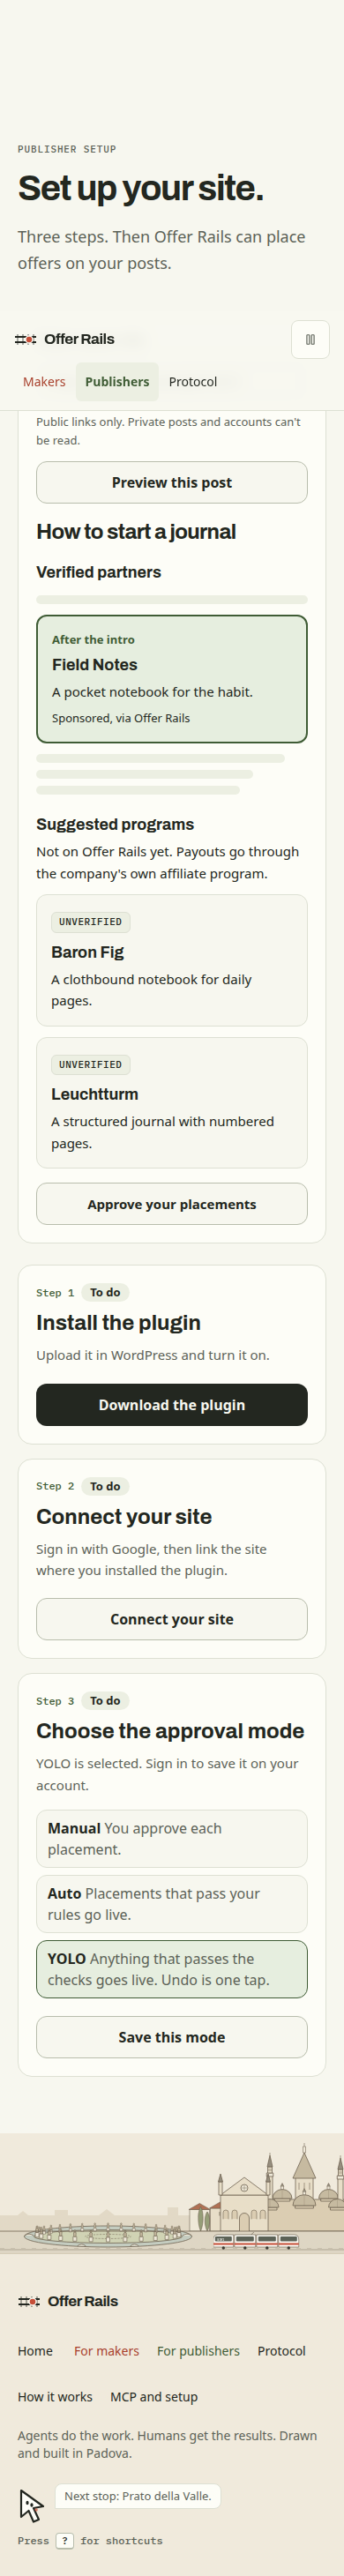 PUBLISHER SETUP
Set up your site.
Three steps. Then Offer Rails can place
offers on your posts.
Offer Rails
Makers Publishers Protocol
Public links only. Private posts and accounts can't
be read.
Preview this post
How to start a journal
Verified partners
After the intro
Field Notes
A pocket notebook for the habit.
Sponsored, via Offer Rails
Suggested programs
Not on Offer Rails yet. Payouts go through
the company's own affiliate program.
UNVERIFIED
Baron Fig
A clothbound notebook for daily
pages.
UNVERIFIED
Leuchtturm
A structured journal with numbered
pages.
Approve your placements
Step 1 To do
Install the plugin
Upload it in WordPress and turn it on.
Download the plugin
Step 2 To do
Connect your site
Sign in with Google, then link the site
where you installed the plugin.
Connect your site
Step 3 To do
Choose the approval mode
YOLO is selected. Sign in to save it on your
account.
Manual You approve each
placement.
Auto Placements that pass your
rules go live.
YOLO Anything that passes the
checks goes live. Undo is one tap.
Save this mode
Offer Rails
Home For makers For publishers Protocol
How it works MCP and setup
Agents do the work. Humans get the results. Drawn
and built in Padova.
Next stop: Prato della Valle.
Press ? for shortcuts